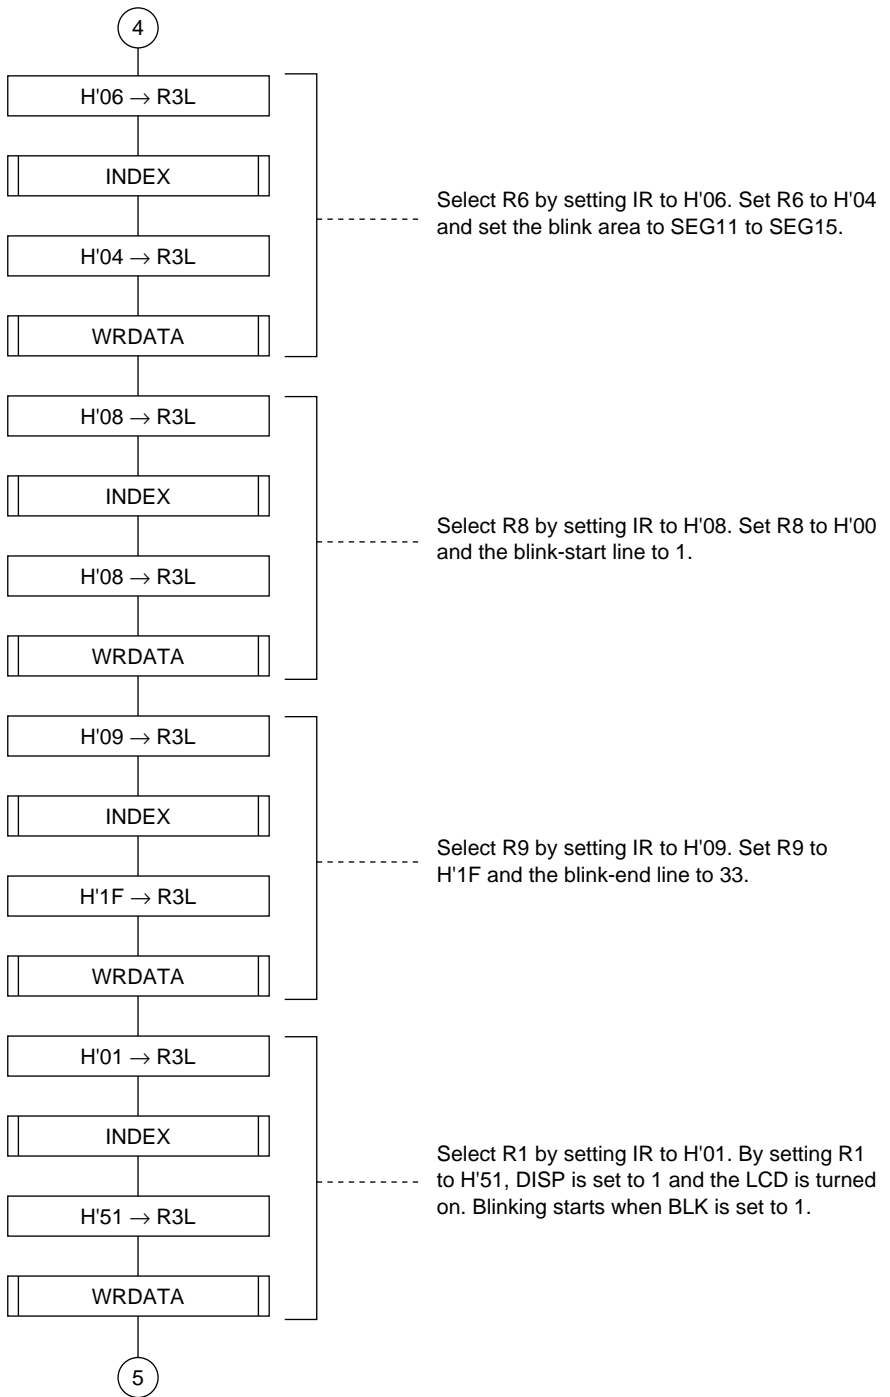 4
H'06 → R3L
INDEX
H'04 → R3L
WRDATA
Select R6 by setting IR to H'06. Set R6 to H'04
and set the blink area to SEG11 to SEG15.
H'08 → R3L
INDEX
H'08 → R3L
WRDATA
Select R8 by setting IR to H'08. Set R8 to H'00
and the blink-start line to 1.
H'09 → R3L
INDEX
H'1F → R3L
WRDATA
Select R9 by setting IR to H'09. Set R9 to
H'1F and the blink-end line to 33.
H'01 → R3L
INDEX
H'51 → R3L
WRDATA
Select R1 by setting IR to H'01. By setting R1
to H'51, DISP is set to 1 and the LCD is turned
on. Blinking starts when BLK is set to 1.
5